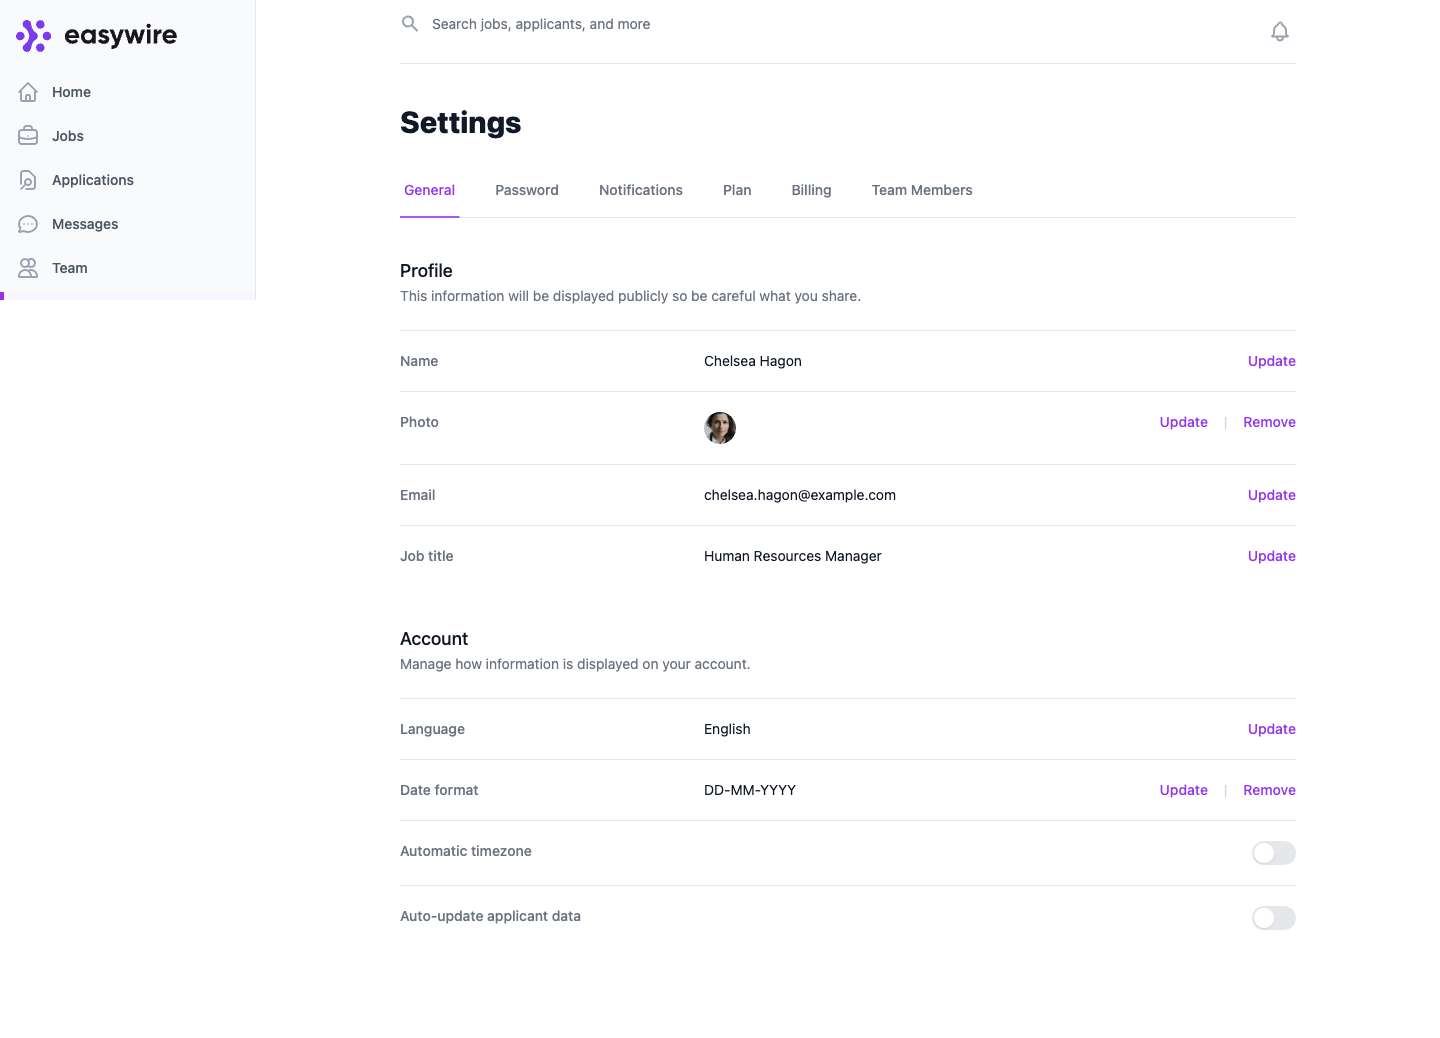 easywire
Home
Jobs
Applications
Messages
Team
Search jobs, applicants, and more
Settings
General Password Notifications Plan Billing Team Members
Profile
This information will be displayed publicly so be careful what you share.
Name Chelsea Hagon Update
Photo Update | Remove
Email chelsea.hagon@example.com Update
Job title Human Resources Manager Update
Account
Manage how information is displayed on your account.
Language English Update
Date format DD-MM-YYYY Update | Remove
Automatic timezone
Auto-update applicant data